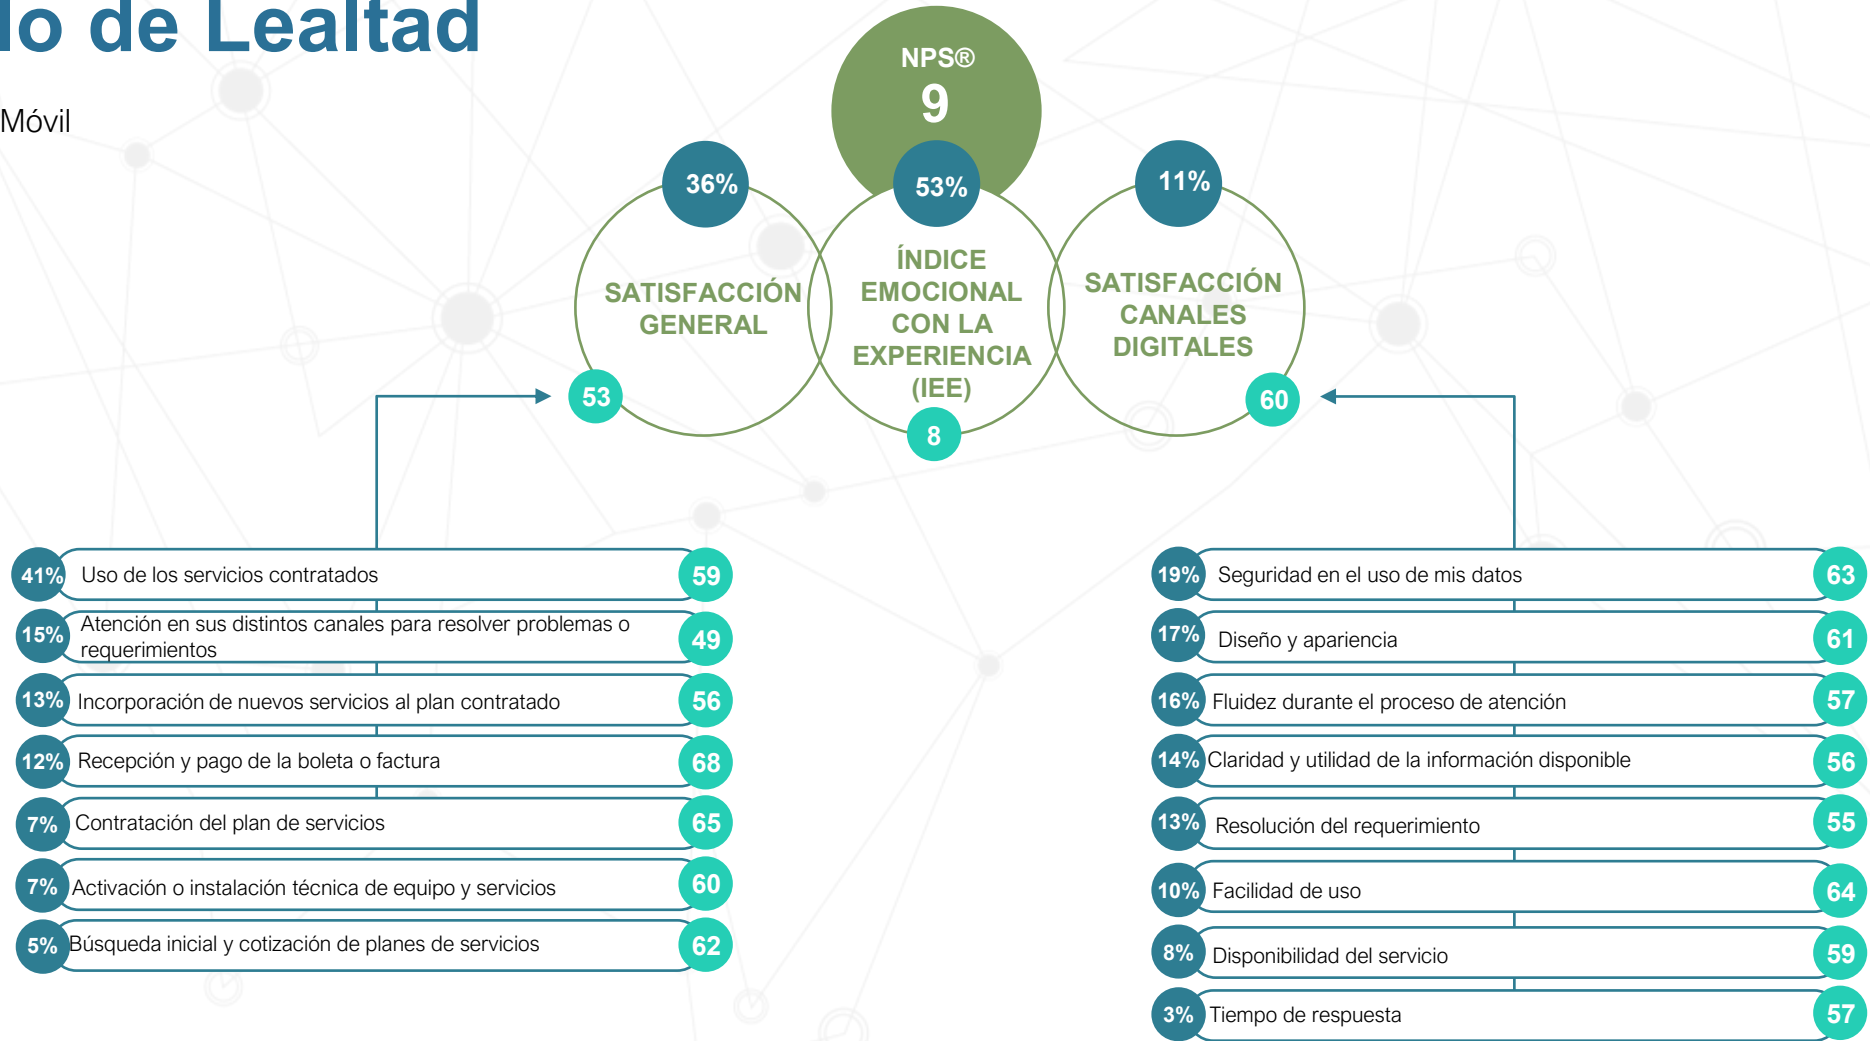 lo de Lealtad
Móvil
NPS®
9
36%
53%
11%
SATISFACCIÓN
GENERAL
ÍNDICE
EMOCIONAL
CON LA
EXPERIENCIA
(IEE)
SATISFACCIÓN
CANALES
DIGITALES
53
8
60
41% Uso de los servicios contratados 59
15% Atención en sus distintos canales para resolver problemas o
requerimientos 49
13% Incorporación de nuevos servicios al plan contratado 56
12% Recepción y pago de la boleta o factura 68
7% Contratación del plan de servicios 65
7% Activación o instalación técnica de equipo y servicios 60
5% Búsqueda inicial y cotización de planes de servicios 62
19% Seguridad en el uso de mis datos 63
17% Diseño y apariencia 61
16% Fluidez durante el proceso de atención 57
14% Claridad y utilidad de la información disponible 56
13% Resolución del requerimiento 55
10% Facilidad de uso 64
8% Disponibilidad del servicio 59
3% Tiempo de respuesta 57